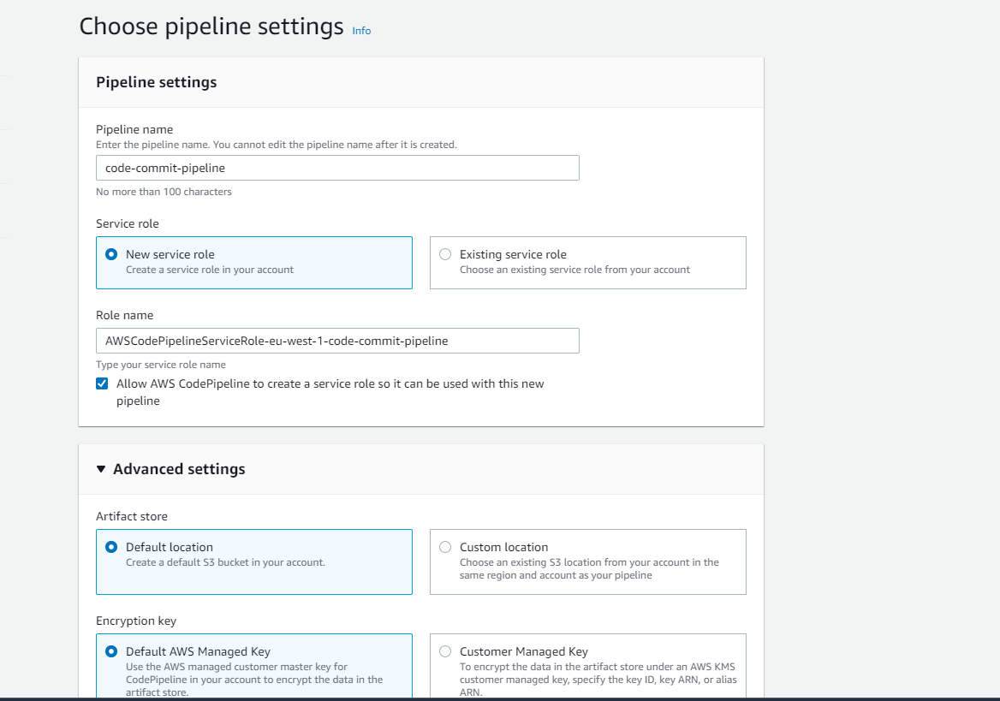 Choose pipeline settings Info
Pipeline settings
Pipeline name
Enter the pipeline name. You cannot edit the pipeline name after it is created.
code-commit-pipeline
No more than 100 characters
Service role
New service role
Create a service role in your account
Existing service role
Choose an existing service role from your account
Role name
AWSCodePipelineServiceRole-eu-west-1-code-commit-pipeline
Type your service role name
Allow AWS CodePipeline to create a service role so it can be used with this new
pipeline
Advanced settings
Artifact store
Default location
Create a default S3 bucket in your account.
Custom location
Choose an existing S3 location from your account in the
same region and account as your pipeline
Encryption key
Default AWS Managed Key
Use the AWS managed customer master key for
CodePipeline in your account to encrypt the data in the
artifact store.
Customer Managed Key
To encrypt the data in the artifact store under an AWS KMS
customer managed key, specify the key ID, key ARN, or alias
ARN.